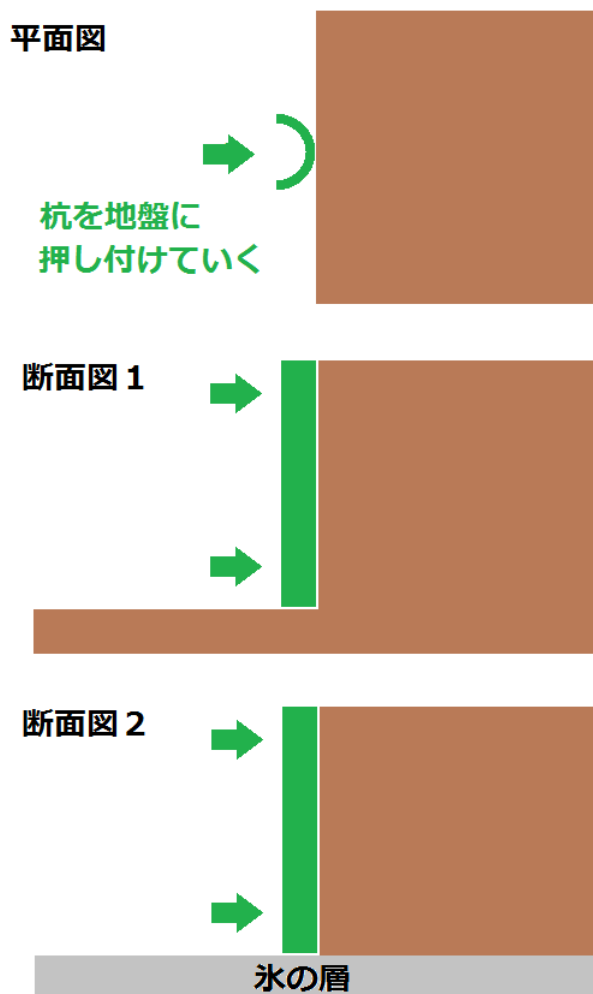 平面図
杭を地盤に
押し付けていく
断面図１
断面図２
氷の層